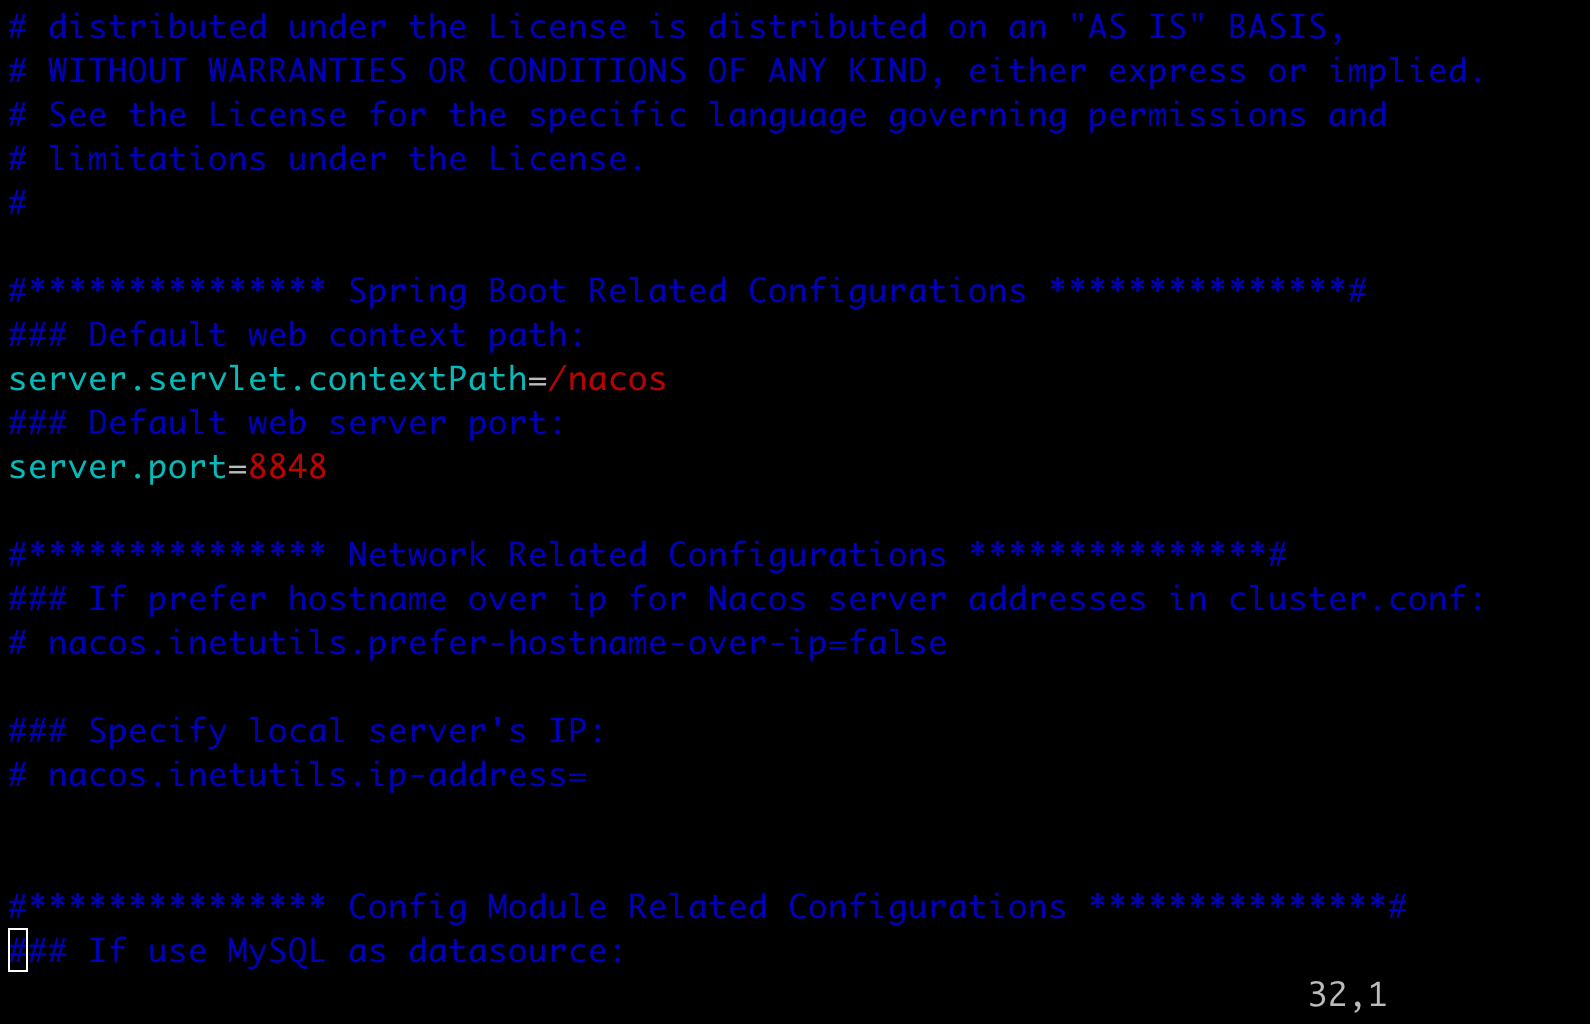 # distributed under the License is distributed on an "AS IS" BASIS,
# WITHOUT WARRANTIES OR CONDITIONS OF ANY KIND, either express or implied.
# See the License for the specific language governing permissions and
# limitations under the License.
#
#*************** Spring Boot Related Configurations ***************#
### Default web context path:
server.servlet.contextPath=/nacos
### Default web server port:
server.port=8848
#*************** Network Related Configurations ***************#
### If prefer hostname over ip for Nacos server addresses in cluster.conf:
# nacos.inetutils.prefer-hostname-over-ip=false
### Specify local server's IP:
# nacos.inetutils.ip-address=
#*************** Config Module Related Configurations ***************#
### If use MySQL as datasource:
32,1